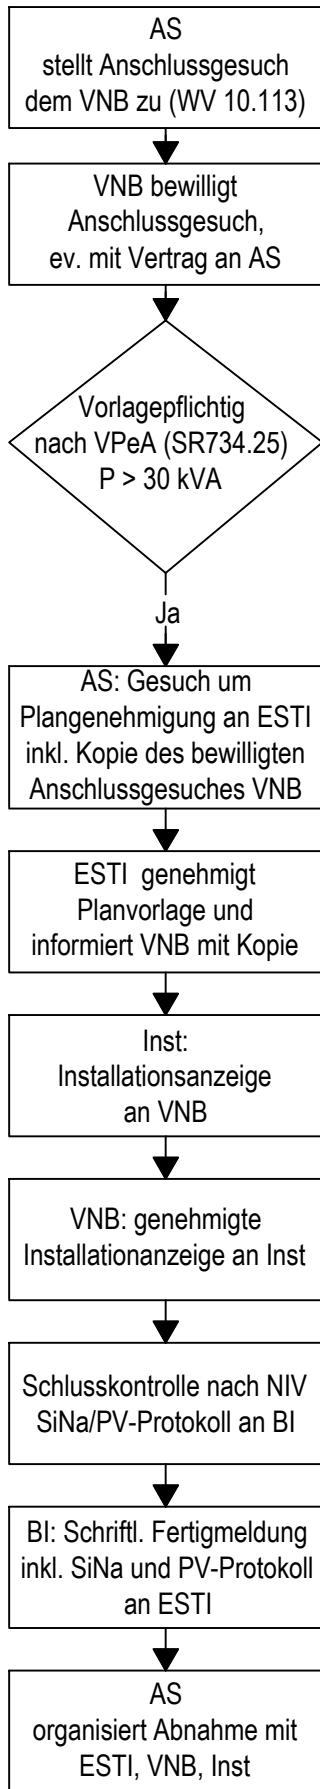 AS
stellt Anschlussgesuch
dem VNB zu (WV 10.113)
VNB bewilligt
Anschlussgesuch,
ev. mit Vertrag an AS
Vorlagepflichtig
nach VPeA (SR734.25)
P > 30 kVA
Ja
AS: Gesuch um
Plangenehmigung an ESTI
inkl. Kopie des bewilligten
Anschlussgesuches VNB
ESTI genehmigt
Planvorlage und
informiert VNB mit Kopie
Inst:
Installationsanzeige
an VNB
VNB: genehmigte
Installationanzeige an Inst
Schlusskontrolle nach NIV
SiNa/PV-Protokoll an BI
BI: Schriftl. Fertigmeldung
inkl. SiNa und PV-Protokoll
an ESTI
AS
organisiert Abnahme mit
ESTI, VNB, Inst